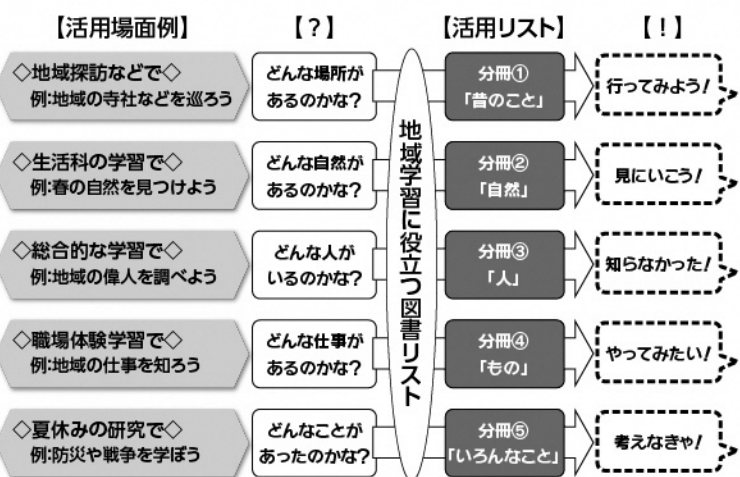 【活用場面例】
【?】
【活用リスト】
【!】
◇地域探訪などで◇
例:地域の寺社などを巡ろう
どんな場所が
あるのかな?
分冊①
「昔のこと」
行ってみよう!
◇生活科の学習で◇
例:春の自然を見つけよう
どんな自然が
あるのかな?
分冊②
「自然」
見にいこう!
◇総合的な学習で◇
例:地域の偉人を調べよう
どんな人が
いるのかな?
分冊③
「人」
知らなかった!
◇職場体験学習で◇
例:地域の仕事を知ろう
どんな仕事が
あるのかな?
分冊④
「もの」
やってみたい!
◇夏休みの研究で◇
例:防災や戦争を学ぼう
どんなことが
あったのかな?
分冊⑤
「いろんなこと」
考えなきゃ!
地域学習に役立つ図書リスト